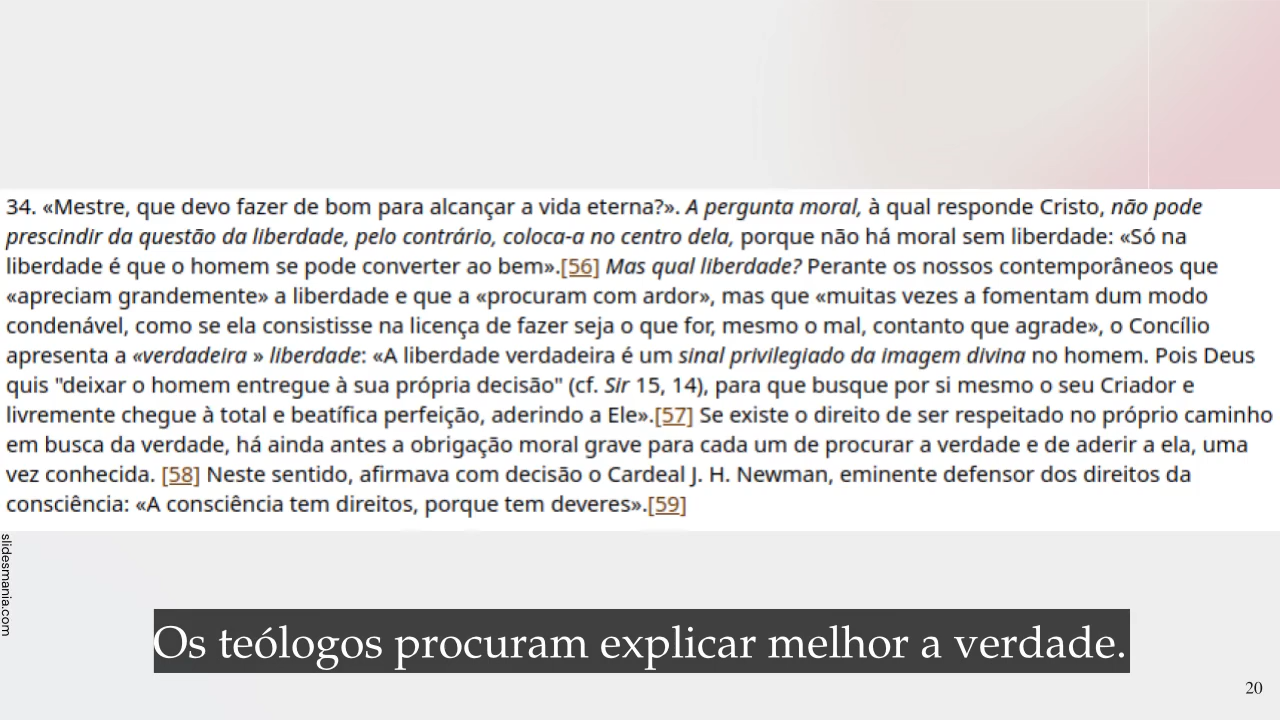 34. «Mestre, que devo fazer de bom para alcançar a vida eterna?». A pergunta moral, à qual responde Cristo, não pode
prescindir da questão da liberdade, pelo contrário, coloca-a no centro dela, porque não há moral sem liberdade: «Só na
liberdade é que o homem se pode converter ao bem».[56] Mas qual liberdade? Perante os nossos contemporâneos que
«apreciam grandemente» a liberdade e que a «procuram com ardor», mas que «muitas vezes a fomentam dum modo
condenável, como se ela consistisse na licença de fazer seja o que for, mesmo o mal, contanto que agrade», o Concílio
apresenta a «verdadeira » liberdade: «A liberdade verdadeira é um sinal privilegiado da imagem divina no homem. Pois Deus
quis "deixar o homem entregue à sua própria decisão" (cf. Sir 15, 14), para que busque por si mesmo o seu Criador e
livremente chegue à total e beatífica perfeição, aderindo a Ele».[57] Se existe o direito de ser respeitado no próprio caminho
em busca da verdade, há ainda antes a obrigação moral grave para cada um de procurar a verdade e de aderir a ela, uma
vez conhecida. [58] Neste sentido, afirmava com decisão o Cardeal J. H. Newman, eminente defensor dos direitos da
consciência: «A consciência tem direitos, porque tem deveres».[59]
slidesmania.com
Os teólogos procuram explicar melhor a verdade.
20